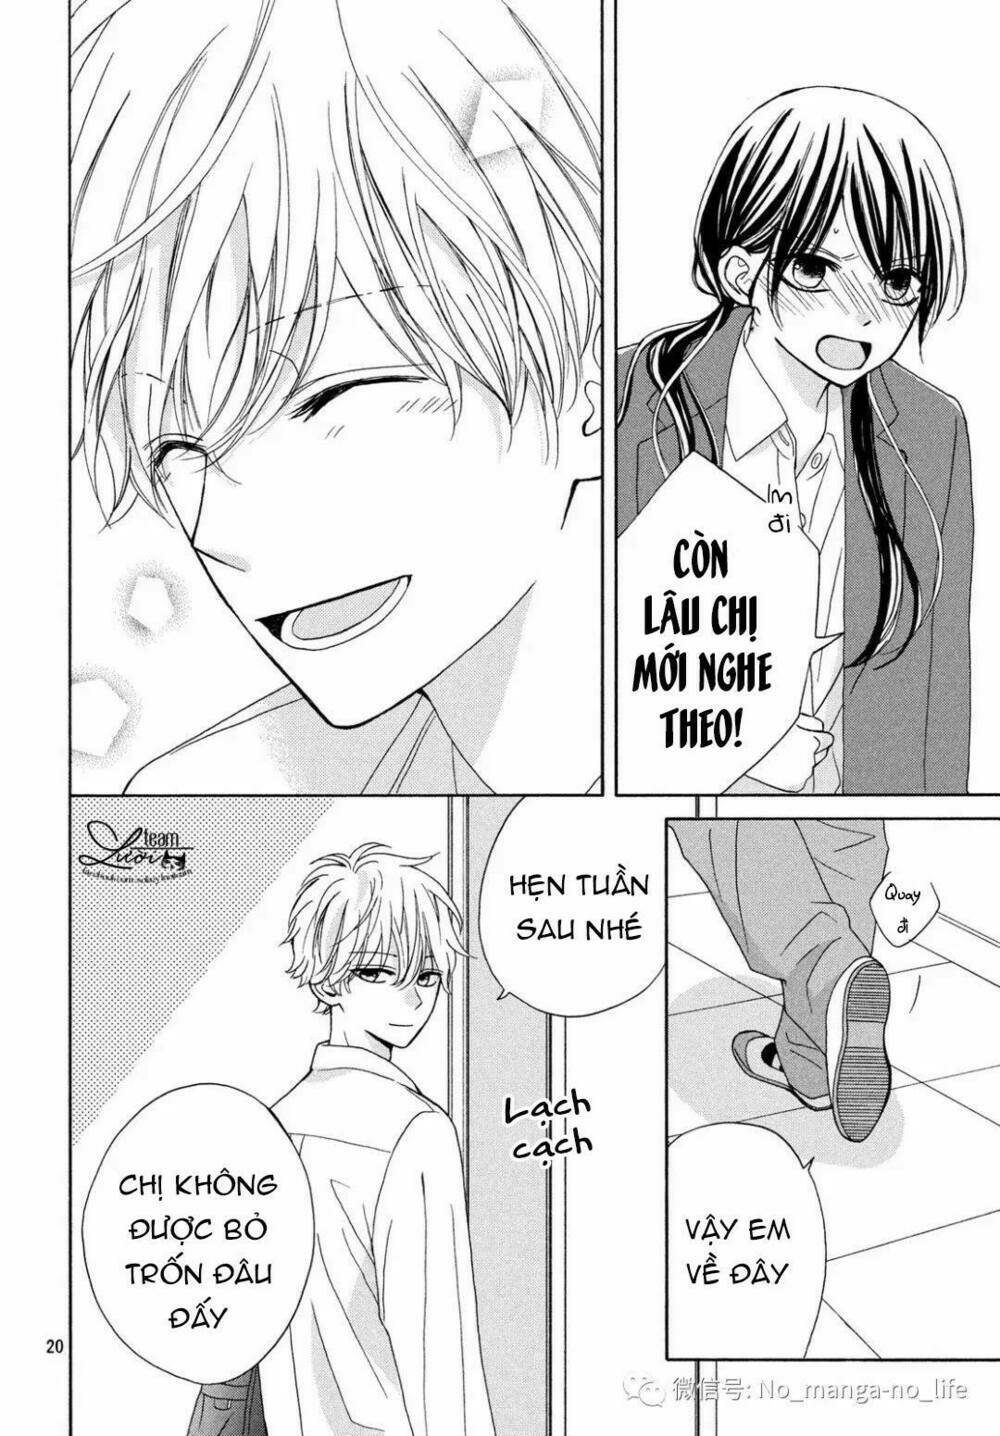 Im
đi
CÒN
LÂU CHỊ
MỚI NGHE
THEO!
Quay
đi
VẬY EM
VỀ ĐÂY
HẸN TUẦN
SAU NHÉ
Lạch
cạch
CHỊ KHÔNG
ĐƯỢC BỎ
TRỐN ĐÂU
ĐẤY
team
Lười
20
微信号: No_manga-no_life